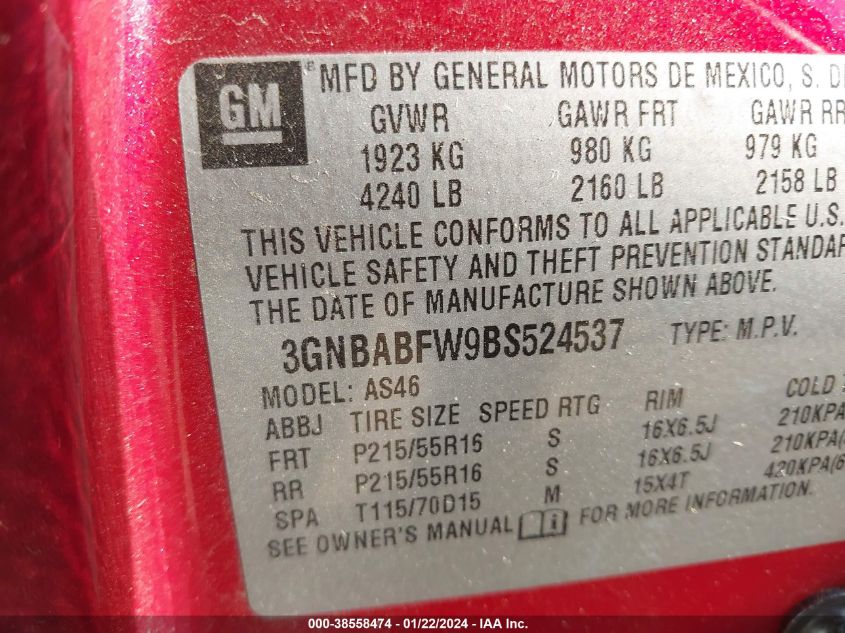 GM
® MFD BY GENERAL MOTORS DE MEXICO, S. DE
GVWR GAWR FRT GAWR RR
1923 KG 980 KG 979 KG
4240 LB 2160 LB 2158 LB
THIS VEHICLE CONFORMS TO ALL APPLICABLE U.S.
VEHICLE SAFETY AND THEFT PREVENTION
THE DATE OF MANUFACTURE SHOWN ABOVE.
3GNBABFW9BS524537 TYPE: M.P.V.
MODEL: AS46
ABBJ TIRE SIZE SPEED RTG RIM COLD
FRT P215/55R16 S 16X6.5J 210KPA
RR P215/55R16 S 16X6.5J 210KPA(
SPA T115/70D15 M 15X4T 420KPA(6
SEE OWNER'S MANUAL FOR MORE INFORMATION.
000-38558474 - 01/22/2024 - IAA Inc.